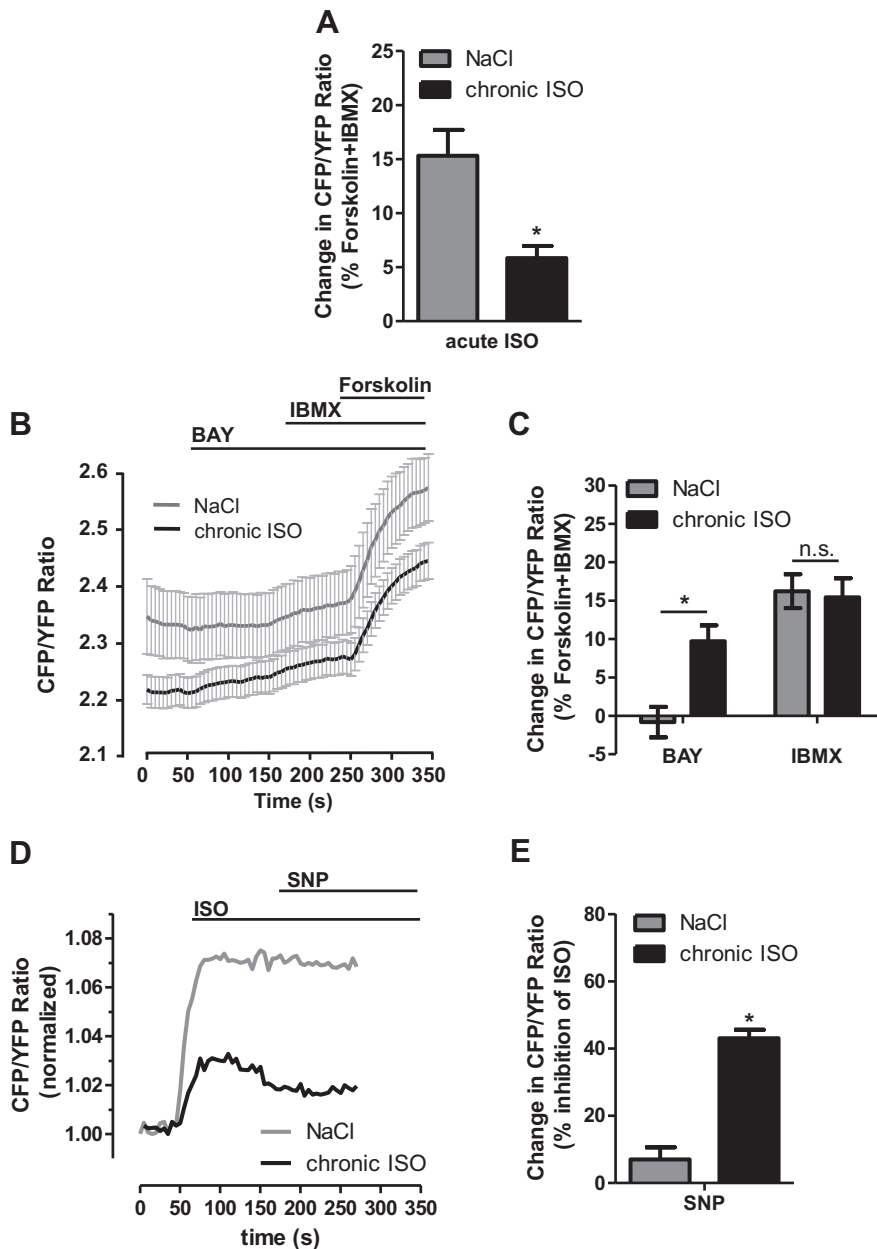 A
Change in CFP/YFP Ratio
(% Forskolin+IBMX)
25
20
15
10
5
0
NaCl
chronic ISO
*
acute ISO
B
Forskolin
IBMX
BAY
CFP/YFP Ratio
2.6
2.5
2.4
2.3
2.2
2.1
NaCl
chronic ISO
0 50 100 150 200 250 300 350
Time (s)
C
Change in CFP/YFP Ratio
(% Forskolin+IBMX)
30
25
20
15
10
5
0
-5
NaCl
chronic ISO
n.s.
*
BAY IBMX
D
SNP
ISO
CFP/YFP Ratio
(normalized)
1.08
1.06
1.04
1.02
1.00
NaCl
chronic ISO
0 50 100 150 200 250 300 350
time (s)
E
Change in CFP/YFP Ratio
(% inhibition of ISO)
80
60
40
20
0
NaCl
chronic ISO
*
SNP